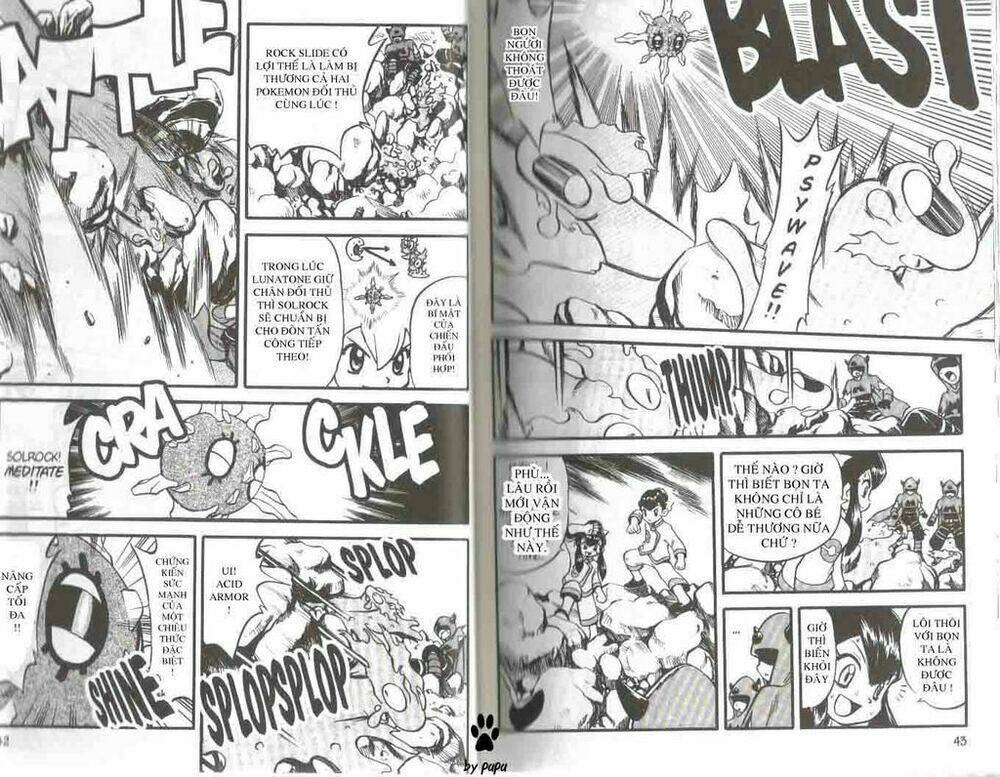 ATTLE
ROCK SLIDE CÓ
LỢI THẾ LÀ LÀM BỊ
THƯƠNG CẢ HAI
POKEMON ĐỐI THỦ
CÙNG LÚC !
TRONG LÚC
LUNATONE GIỮ
CHÂN ĐỐI THỦ
THÌ SOLROCK
SẼ CHUẨN BỊ
CHO ĐÒN TẤN
CÔNG TIẾP
THEO!
ĐÂY LÀ
BÍ MẬT
CỦA
CHIẾN
ĐẤU
PHỐI
HỢP!
SOLROCK!
MEDITATE
!!
CRA
CKLE
NÂNG
CẤP
TỐI
ĐA !!
CHỨNG
KIẾN SỨC
MẠNH CỦA
MỘT CHIÊU
THỨC ĐẶC
BIỆT !
SHINE
UI!
ACID
ARMOR
!
SPLOP
SPLOPSPLOP
42
BLAST
BỌN
NGƯƠI
KHÔNG
THOÁT
ĐƯỢC
ĐÂU!
PSYWAVE!!
THUMP!
PHÙ...
LÂU RỒI
MỚI VẬN
ĐỘNG
NHƯ THẾ
NÀY.
THẾ NÀO ? GIỜ
THÌ BIẾT BỌN TA
KHÔNG CHỈ LÀ
NHỮNG CÔ BÉ
DỄ THƯƠNG NỮA
CHỨ ?
...
GIỜ
THÌ
BIẾN
KHỎI
ĐÂY
LÔI THÔI
VỚI BỌN
TA LÀ
KHÔNG
ĐƯỢC
ĐÂU !
43
by pupu